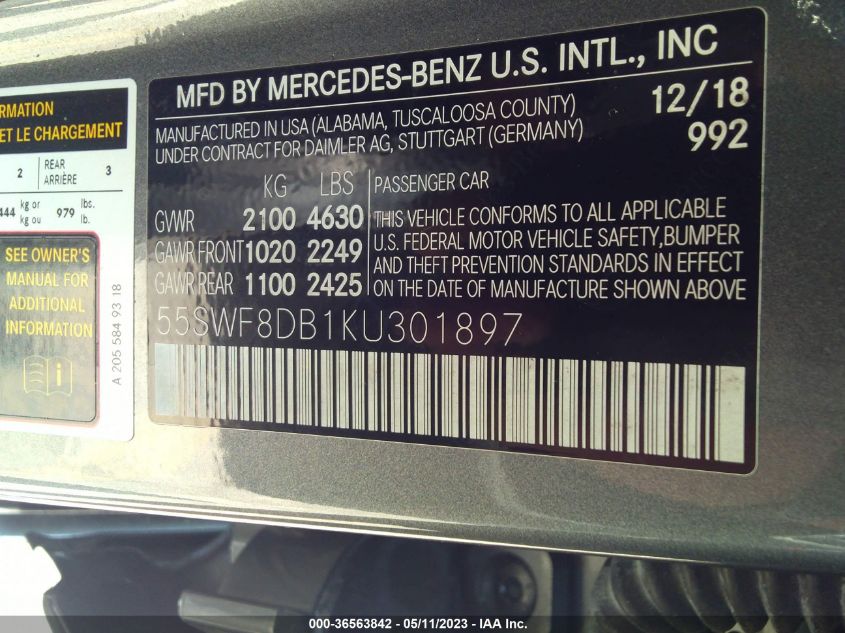 MFD BY MERCEDES-BENZ U.S. INTL., INC
MANUFACTURED IN USA (ALABAMA, TUSCALOOSA COUNTY) 12/18
UNDER CONTRACT FOR DAIMLER AG, STUTTGART (GERMANY) 992
KG LBS PASSENGER CAR
GVWR 2100 4630 THIS VEHICLE CONFORMS TO ALL APPLICABLE
GAWR FRONT 1020 2249 U.S. FEDERAL MOTOR VEHICLE SAFETY, BUMPER
GAWR REAR 1100 2425 AND THEFT PREVENTION STANDARDS IN EFFECT
ON THE DATE OF MANUFACTURE SHOWN ABOVE
55SWF8DB1KU301897
ET LE CHARGEMENT
2 REAR 3
ARRIÈRE
444 kg or 979 lbs.
kg ou lb.
SEE OWNER'S
MANUAL FOR
ADDITIONAL
INFORMATION
A 205 584 93 18
000-36563842 - 05/11/2023 - IAA Inc.